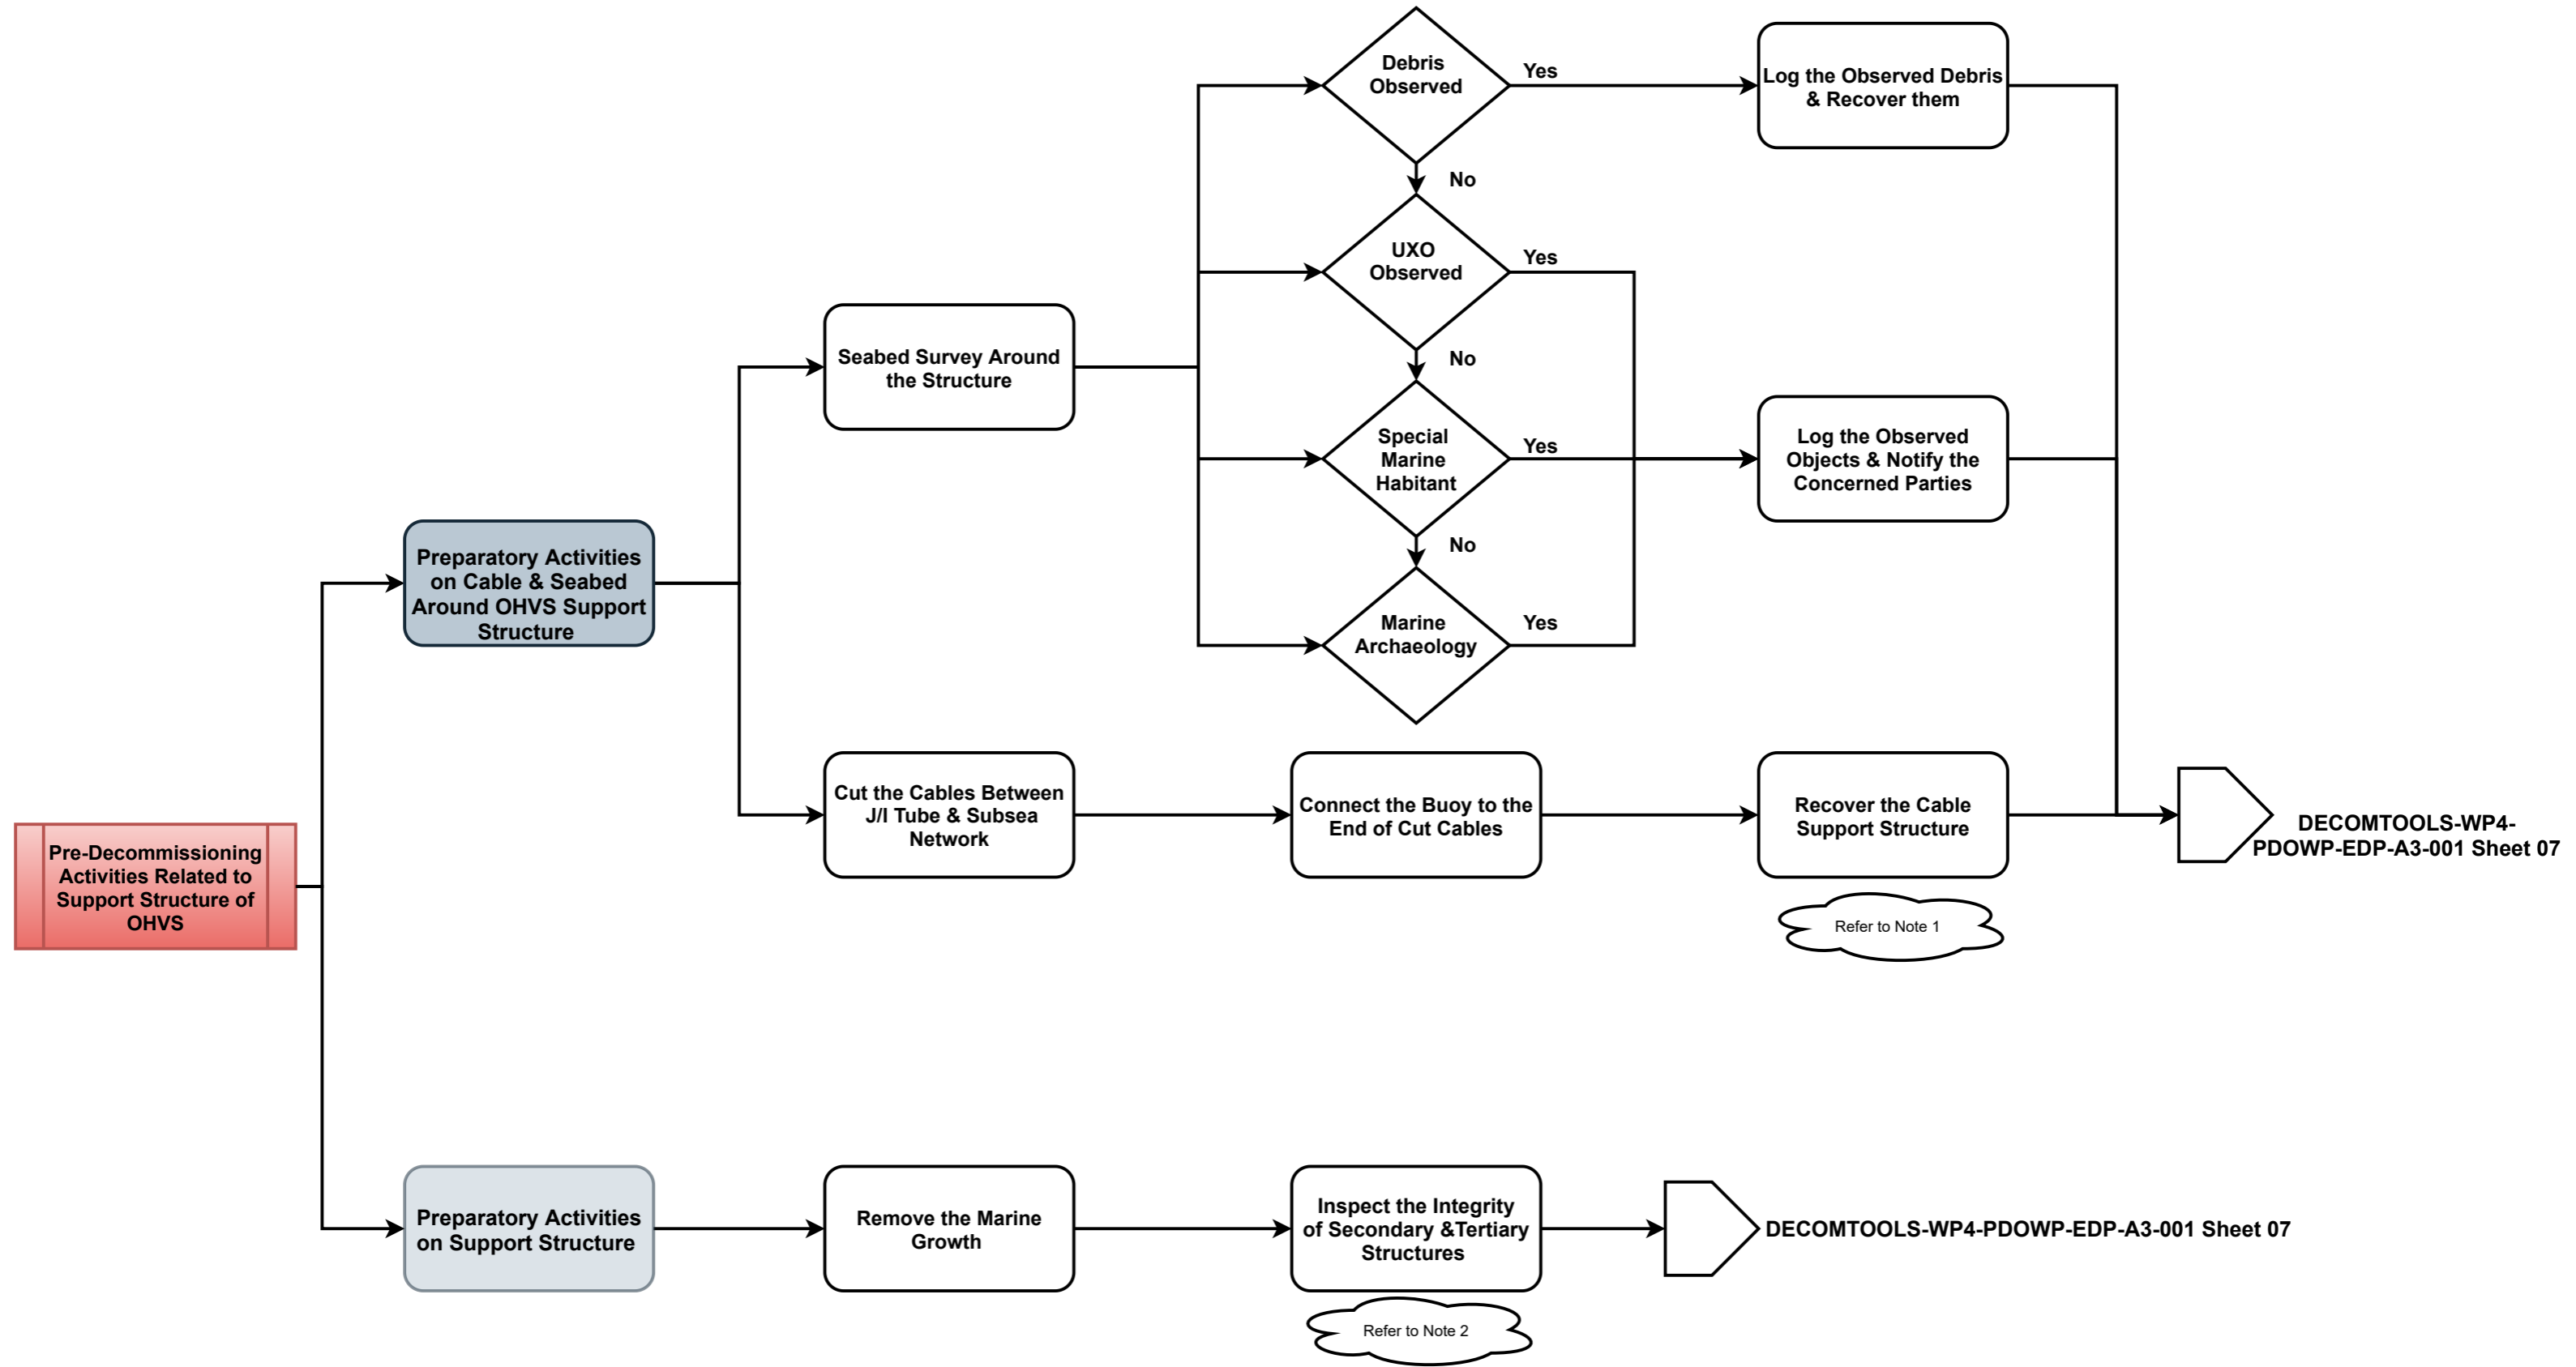 Debris
Observed
Yes
Log the Observed Debris
& Recover them
No
UXO
Observed
Yes
Seabed Survey Around
the Structure
No
Special
Marine
Habitant
Yes
Log the Observed
Objects & Notify the
Concerned Parties
No
Preparatory Activities
on Cable & Seabed
Around OHVS Support
Structure
Marine
Archaeology
Yes
Cut the Cables Between
J/I Tube & Subsea
Network
Connect the Buoy to the
End of Cut Cables
Recover the Cable
Support Structure
DECOMTOOLS-WP4-
PDOWP-EDP-A3-001 Sheet 07
Pre-Decommissioning
Activities Related to
Support Structure of
OHVS
Refer to Note 1
Preparatory Activities
on Support Structure
Remove the Marine
Growth
Inspect the Integrity
of Secondary &Tertiary
Structures
DECOMTOOLS-WP4-PDOWP-EDP-A3-001 Sheet 07
Refer to Note 2